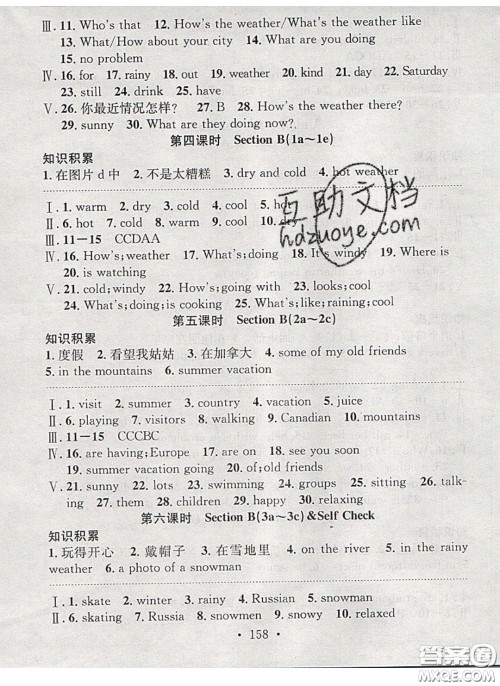 Ⅲ. 11. Who's that  12. How's the weather/What's the weather like
13. What/How about your city  14. What are you doing
15. no problem
Ⅳ. 16. for  17. rainy  18. out  19. weather  20. kind  21. day  22. Saturday
23. still  24. drink  25. have
Ⅴ. 26. 你最近情况怎样?  27. B  28. How's the weather there?
29. sunny  30. What are they doing now?
第四课时  Section B(1a~1e)
知识积累
1. 在图片 d 中  2. 不是太糟糕  3. dry and cold  4. hot weather
Ⅰ. 1. warm  2. dry  3. cold  4. cool  5. hot
Ⅱ. 6. hot  7. cold  8. warm  9. cool  10. dry
Ⅲ. 11—15  CCDAA
Ⅳ. 16. How's;weather  17. What's;doing  18. It's windy  19. Where is
20. is watching
Ⅴ. 21. cold;windy  22. How's;going with  23. looks;cool
24. What's;doing;is cooking  25. What's;like;raining;cool
第五课时  Section B(2a~2c)
知识积累
1. 度假  2. 看望我姑姑  3. 在加拿大  4. some of my old friends
5. in the mountains  6. summer vacation
Ⅰ. 1. visit  2. summer  3. country  4. vacation  5. juice
Ⅱ. 6. playing  7. visitors  8. walking  9. Canadian  10. mountains
Ⅲ. 11—15  CCCBC
Ⅳ. 16. are having;Europe  17. are on  18. see you soon
19. summer vacation going  20. of;old friends
Ⅴ. 21. sunny  22. lots  23. swimming  24. groups  25. sitting  26. talk-
ing  27. them  28. children  29. happy  30. relaxing
第六课时  Section B(3a~3c)&Self Check
知识积累
1. 玩得开心  2. 戴帽子  3. 在雪地里  4. on the river  5. in the rainy
weather  6. a photo of a snowman
Ⅰ. 1. skate  2. winter  3. rainy  4. Russian  5. snowman
Ⅱ. 6. skating  7. Russia  8. snowmen  9. snowy  10. relaxed
• 158 •
互助文档
hdzuoye.com
答案圈